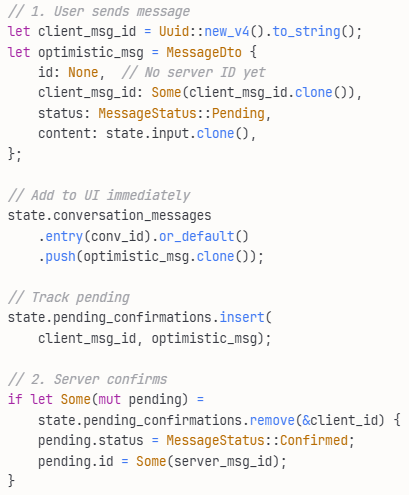 // 1. User sends message
let client_msg_id = Uuid::new_v4().to_string();
let optimistic_msg = MessageDto {
    id: None,  // No server ID yet
    client_msg_id: Some(client_msg_id.clone()),
    status: MessageStatus::Pending,
    content: state.input.clone(),
};

// Add to UI immediately
state.conversation_messages
    .entry(conv_id).or_default()
    .push(optimistic_msg.clone());

// Track pending
state.pending_confirmations.insert(
    client_msg_id, optimistic_msg);

// 2. Server confirms
if let Some(mut pending) =
    state.pending_confirmations.remove(&client_id) {
    pending.status = MessageStatus::Confirmed;
    pending.id = Some(server_msg_id);
}